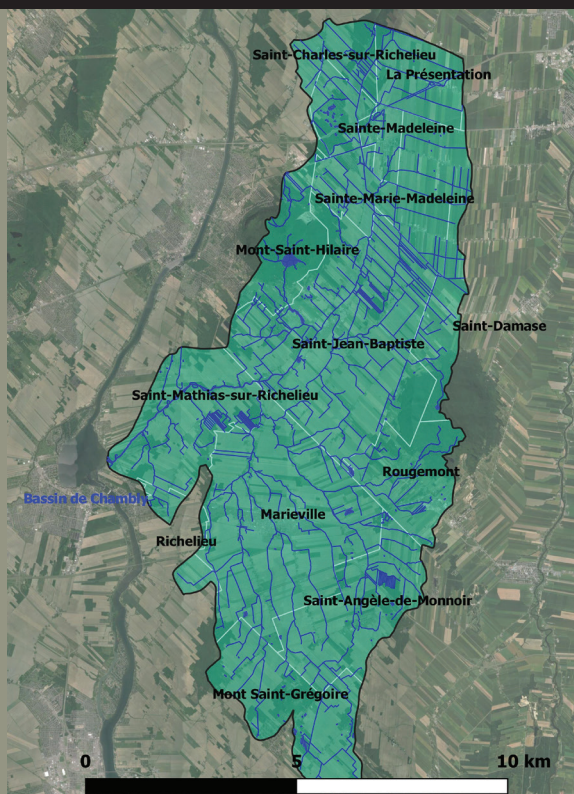 Saint-Charles-sur-Richelieu
La Présentation
Sainte-Madeleine
Sainte-Marie-Madeleine
Mont-Saint-Hilaire
Saint-Damase
Saint-Jean-Baptiste
Saint-Mathias-sur-Richelieu
Rougemont
Bassin de Chambly
Marieville
Richelieu
Saint-Angèle-de-Monnoir
Mont Saint-Grégoire
0 5 10 km